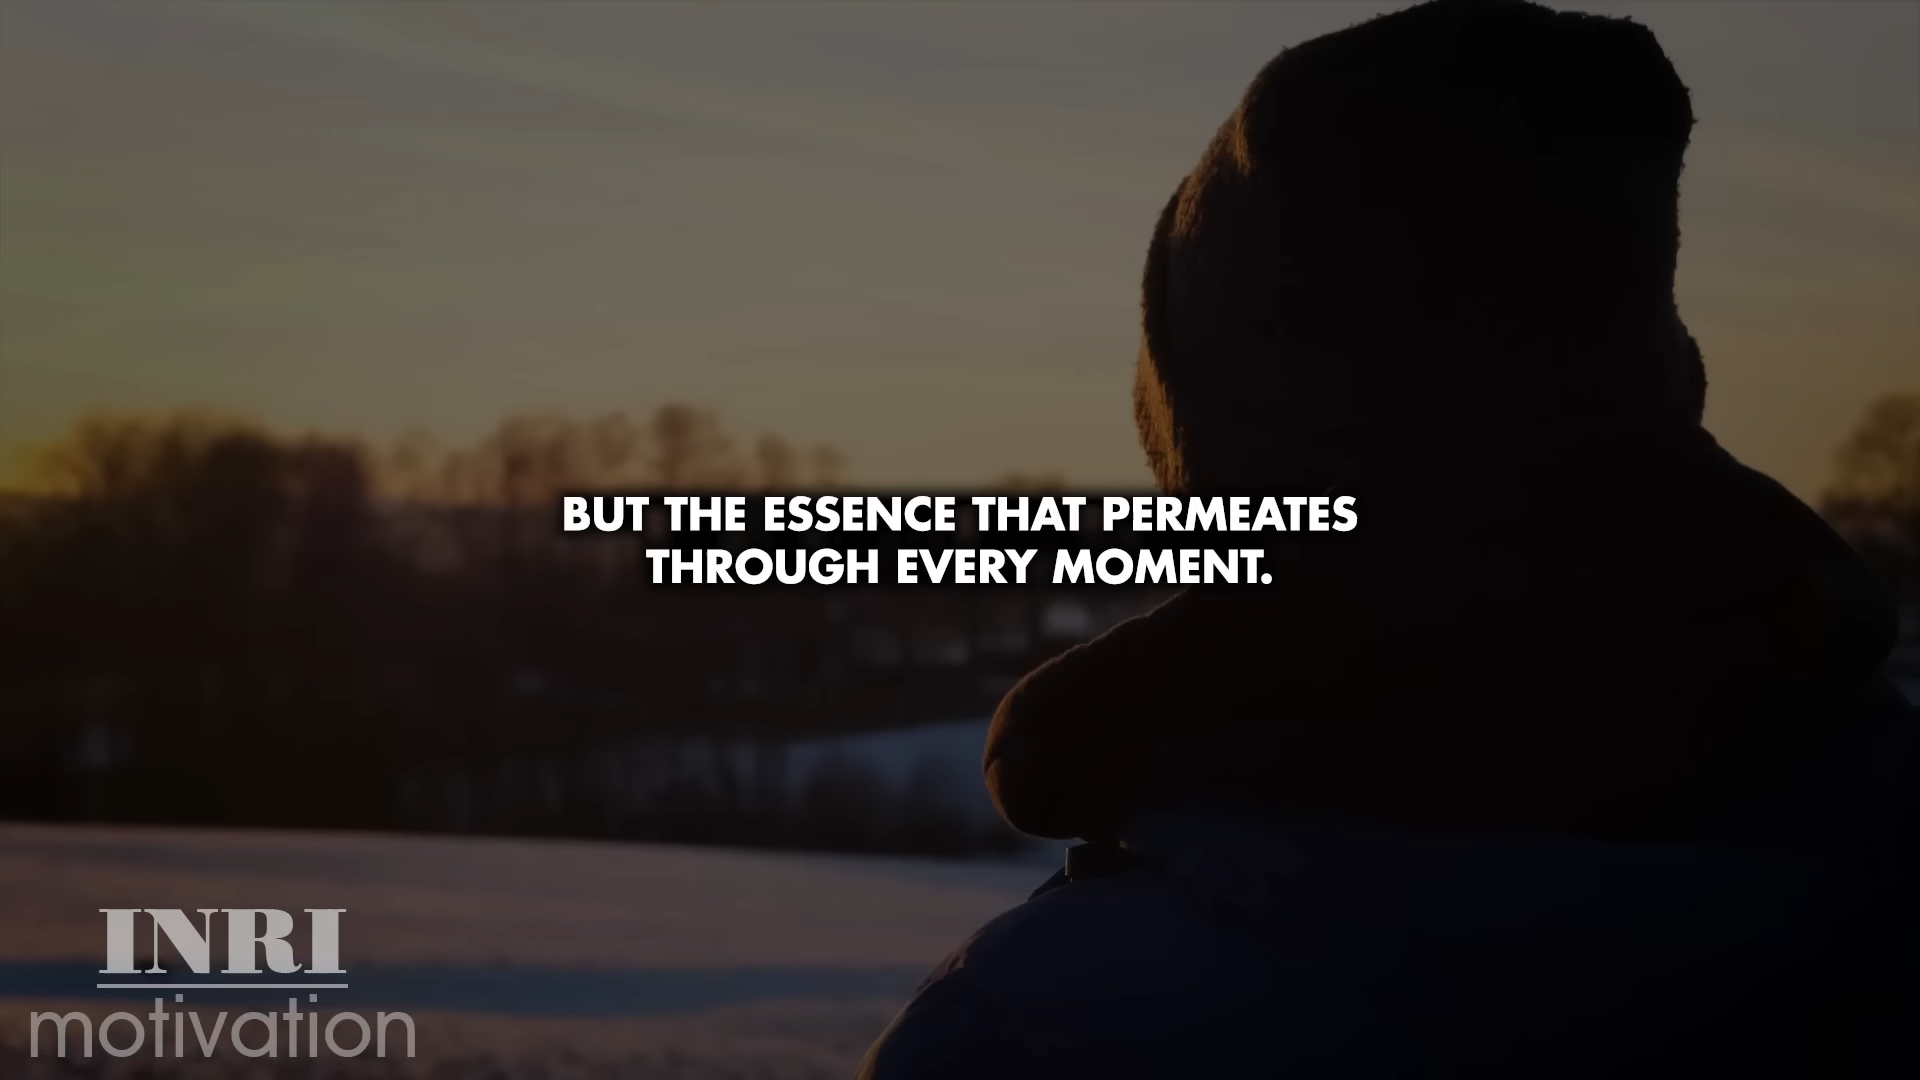 BUT THE ESSENCE THAT PERMEATES
THROUGH EVERY MOMENT.
INRI
motivation